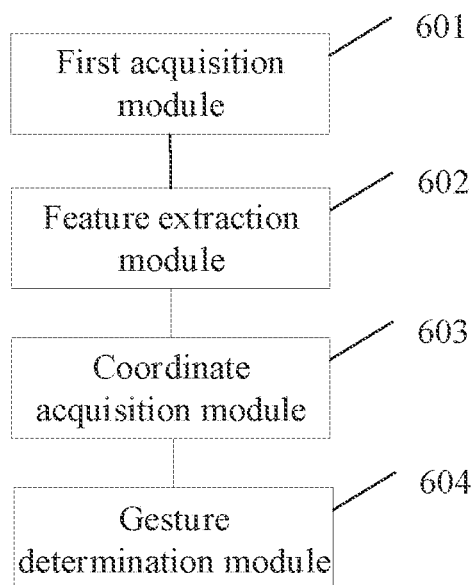 601
First acquisition
module
602
Feature extraction
module
603
Coordinate
acquisition module
604
Gesture
determination module